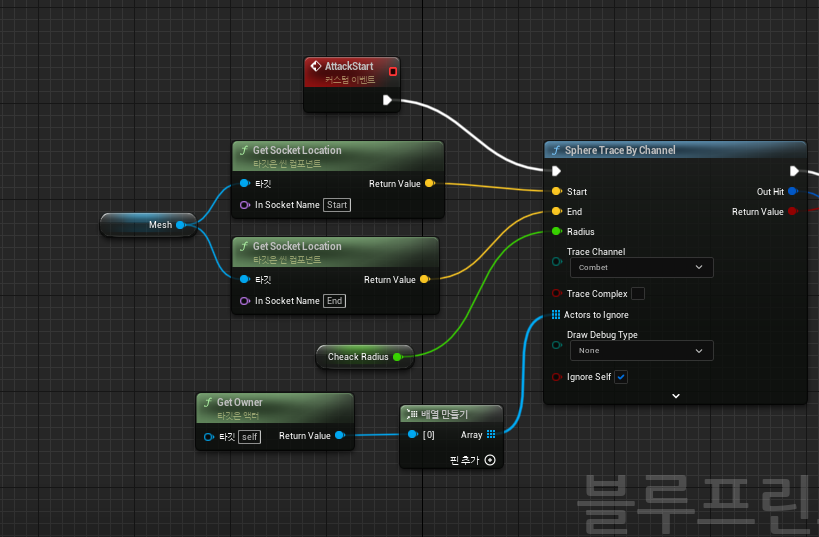 AttackStart
커스텀 이벤트
Get Socket Location
타깃은 씬 컴포넌트
타깃
Return Value
In Socket Name Start
Mesh
Get Socket Location
타깃은 씬 컴포넌트
타깃
Return Value
In Socket Name End
Cheack Radius
Get Owner
타깃은 액터
타깃 self
Return Value
배열 만들기
[0]
Array
핀 추가
Sphere Trace By Channel
Start
Out Hit
End
Return Value
Radius
Trace Channel
Combet
Trace Complex
Actors to Ignore
Draw Debug Type
None
Ignore Self
블루프린